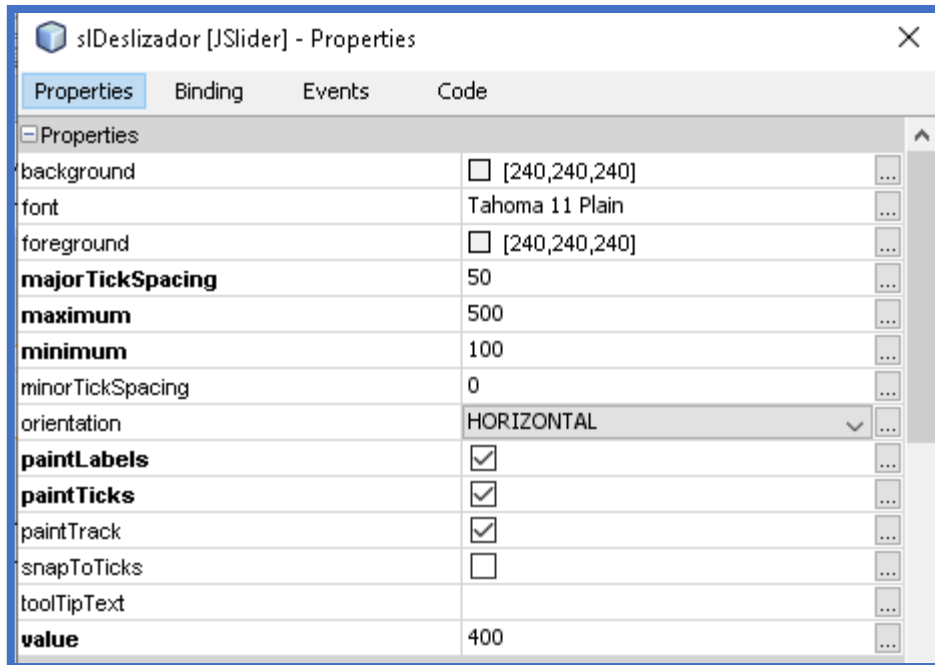 slDeslizador [JSlider] - Properties
Properties Binding Events Code
Properties
background [240,240,240] ...
font Tahoma 11 Plain ...
foreground [240,240,240] ...
majorTickSpacing 50 ...
maximum 500 ...
minimum 100 ...
minorTickSpacing 0 ...
orientation HORIZONTAL ...
paintLabels ...
paintTicks ...
paintTrack ...
snapToTicks ...
toolTipText ...
value 400 ...